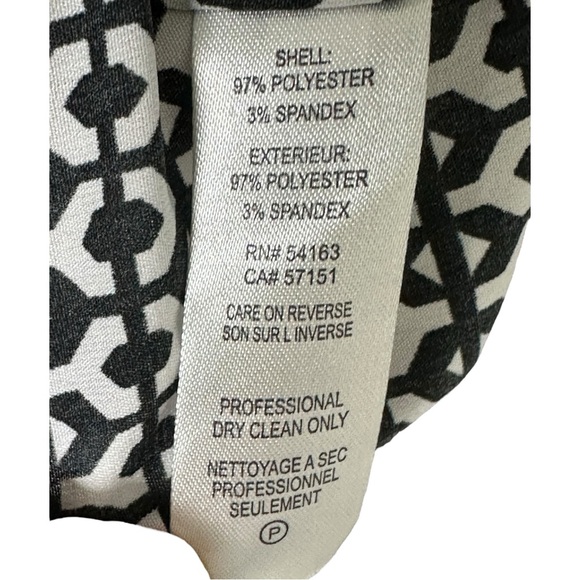 SHELL:
97% POLYESTER
3% SPANDEX
EXTERIEUR:
97% POLYESTER
3% SPANDEX
RN# 54163
CA# 57151
CARE ON REVERSE
SON SUR L INVERSE
PROFESSIONAL
DRY CLEAN ONLY
NETTOYAGE A SEC
PROFESSIONNEL
SEULEMENT
P